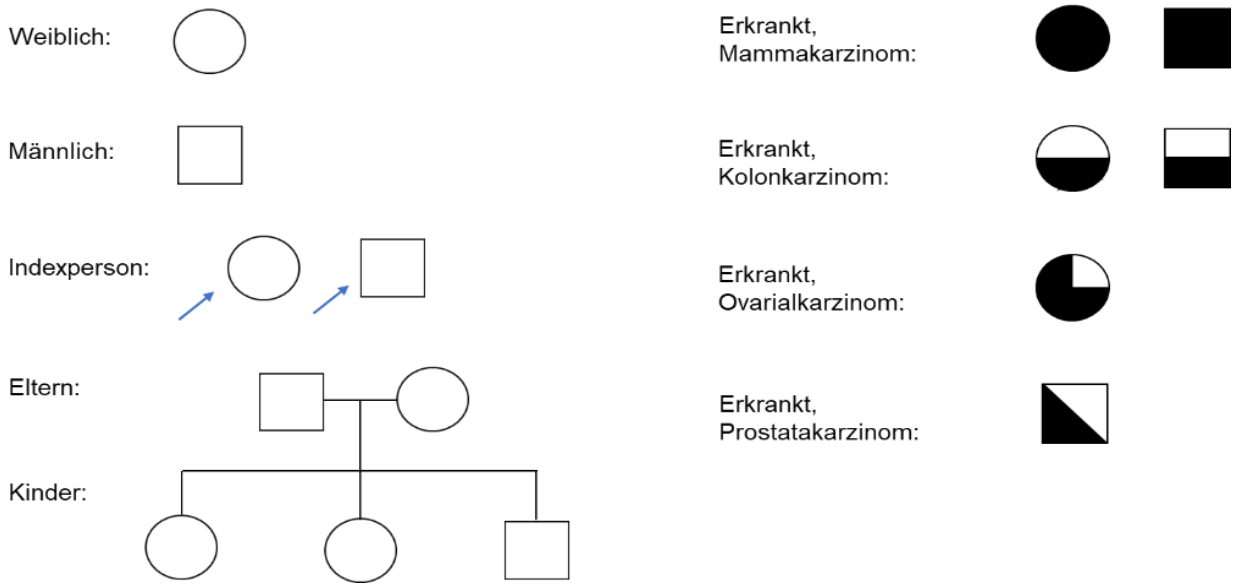 Weiblich:
Männlich:
Indexperson:
Eltern:
Kinder:
Erkrankt,
Mammakarzinom:
Erkrankt,
Kolonkarzinom:
Erkrankt,
Ovarialkarzinom:
Erkrankt,
Prostatakarzinom: